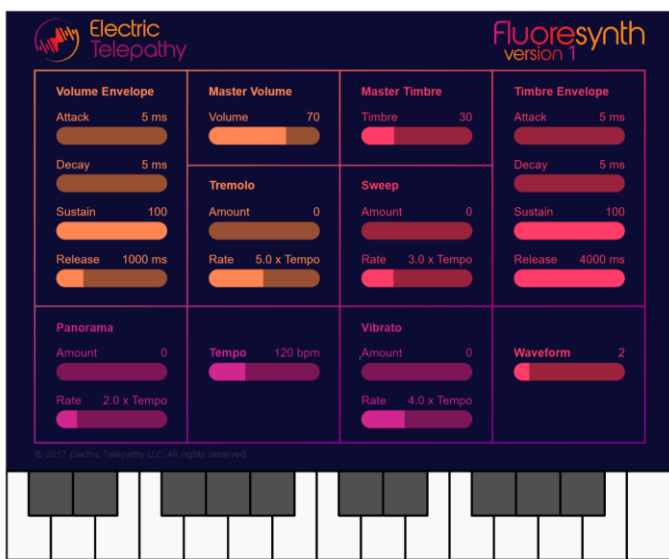 Electric
Telepathy
Fluoresynth
version 1
Volume Envelope
Attack 5 ms
Decay 5 ms
Sustain 100
Release 1000 ms
Master Volume
Volume 70
Tremolo
Amount 0
Rate 5.0 x Tempo
Master Timbre
Timbre 30
Sweep
Amount 0
Rate 3.0 x Tempo
Timbre Envelope
Attack 5 ms
Decay 5 ms
Sustain 100
Release 4000 ms
Panorama
Amount 0
Rate 2.0 x Tempo
Tempo 120 bpm
Vibrato
Amount 0
Rate 4.0 x Tempo
Waveform 2
© 2017 Electric Telepathy LLC. All rights reserved.